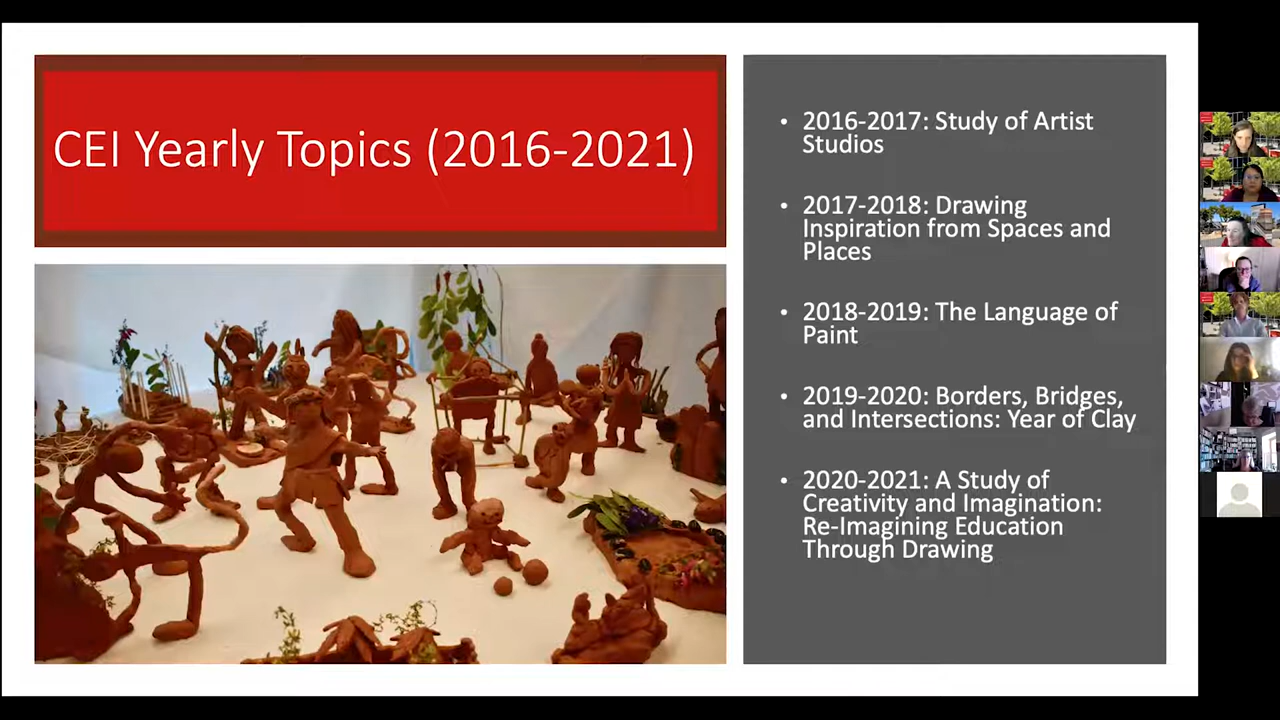 CEI Yearly Topics (2016-2021)
• 2016-2017: Study of Artist
Studios
• 2017-2018: Drawing
Inspiration from Spaces and
Places
• 2018-2019: The Language of
Paint
• 2019-2020: Borders, Bridges,
and Intersections: Year of Clay
• 2020-2021: A Study of
Creativity and Imagination:
Re-Imagining Education
Through Drawing